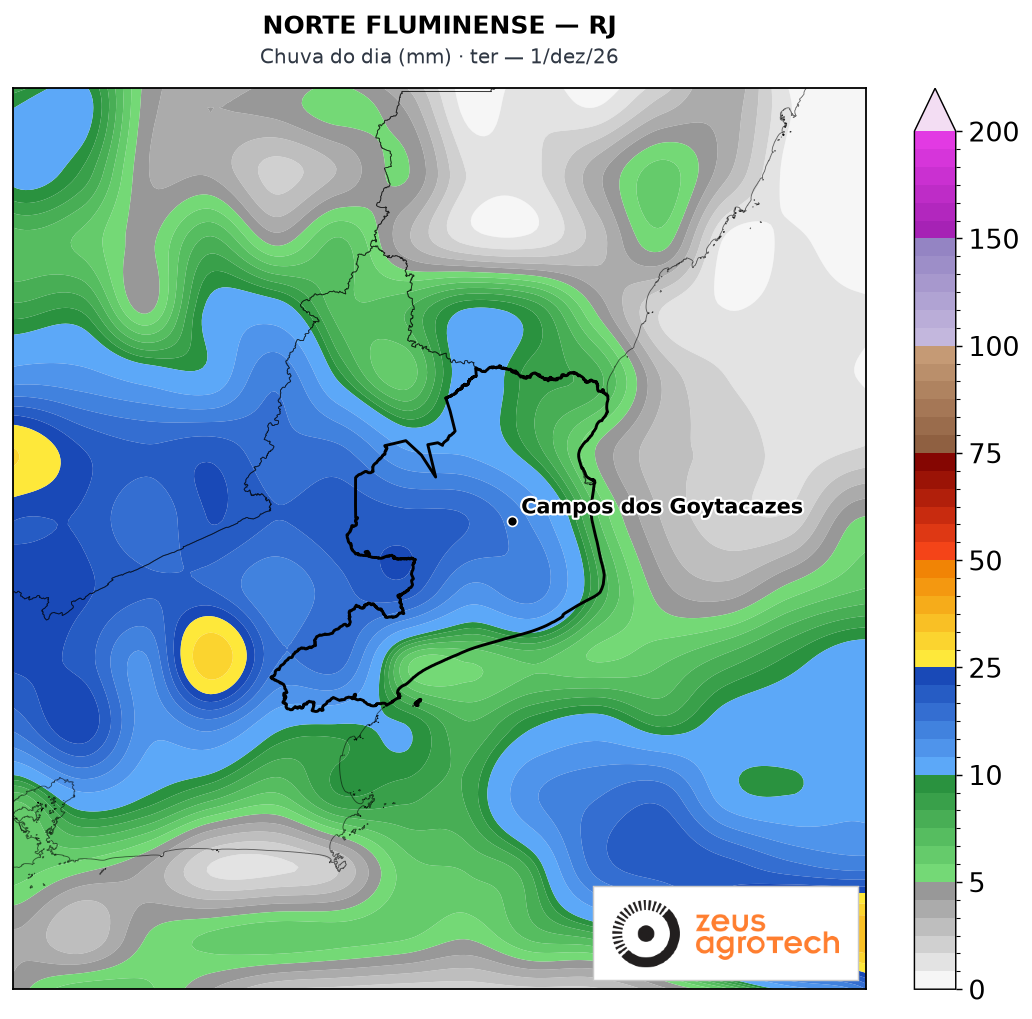 NORTE FLUMINENSE — RJ
Chuva do dia (mm) · ter — 1/dez/26
200
150
100
75
50
25
10
5
0
Campos dos Goytacazes
zeus
agrotech